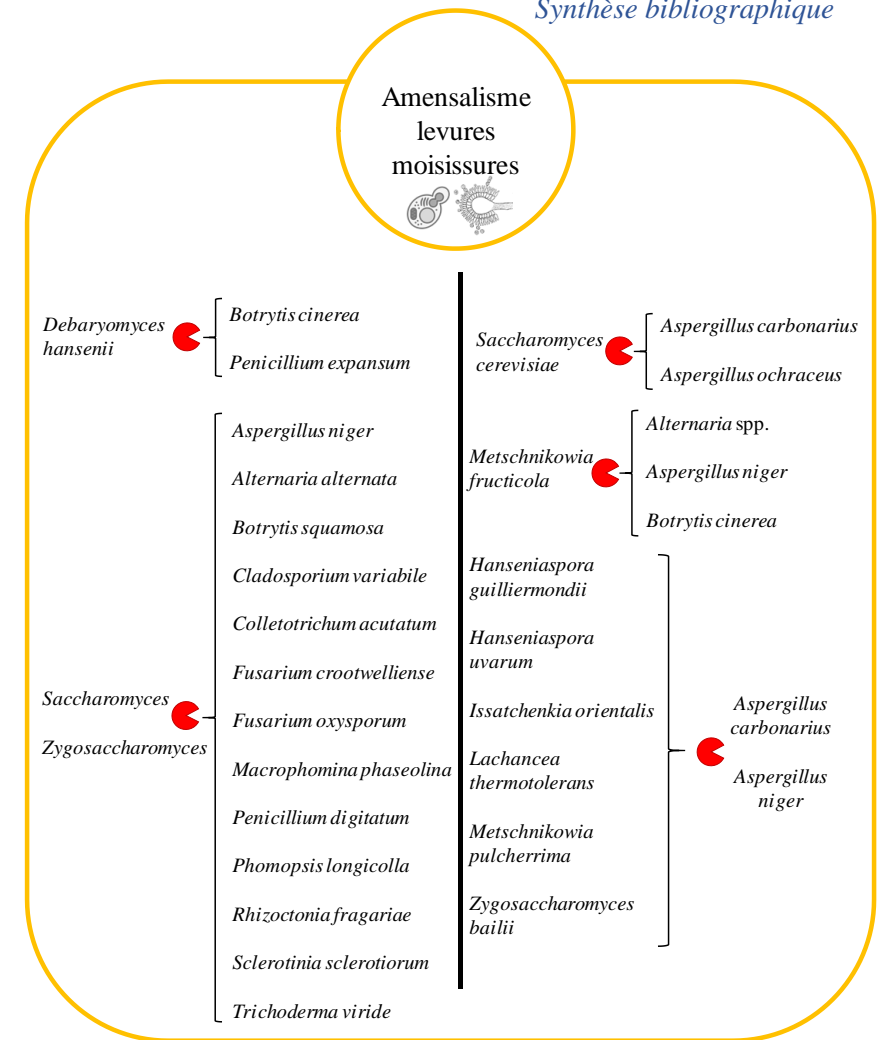 Synthèse bibliographique
Amensalisme
levures
moisissures
Debaryomyces
hansenii
Botrytis cinerea
Penicillium expansum
Saccharomyces
Zygosaccharomyces
Aspergillus niger
Alternaria alternata
Botrytis squamosa
Cladosporium variabile
Colletotrichum acutatum
Fusarium crootwelliense
Fusarium oxysporum
Macrophomina phaseolina
Penicillium digitatum
Phomopsis longicolla
Rhizoctonia fragariae
Sclerotinia sclerotiorum
Trichoderma viride
Saccharomyces
cerevisiae
Aspergillus carbonarius
Aspergillus ochraceus
Metschnikowia
fructicola
Alternaria spp.
Aspergillus niger
Botrytis cinerea
Hanseniaspora
guilliermondii
Hanseniaspora
uvarum
Issatchenkia orientalis
Lachancea
thermotolerans
Metschnikowia
pulcherrima
Zygosaccharomyces
bailii
Aspergillus
carbonarius
Aspergillus
niger